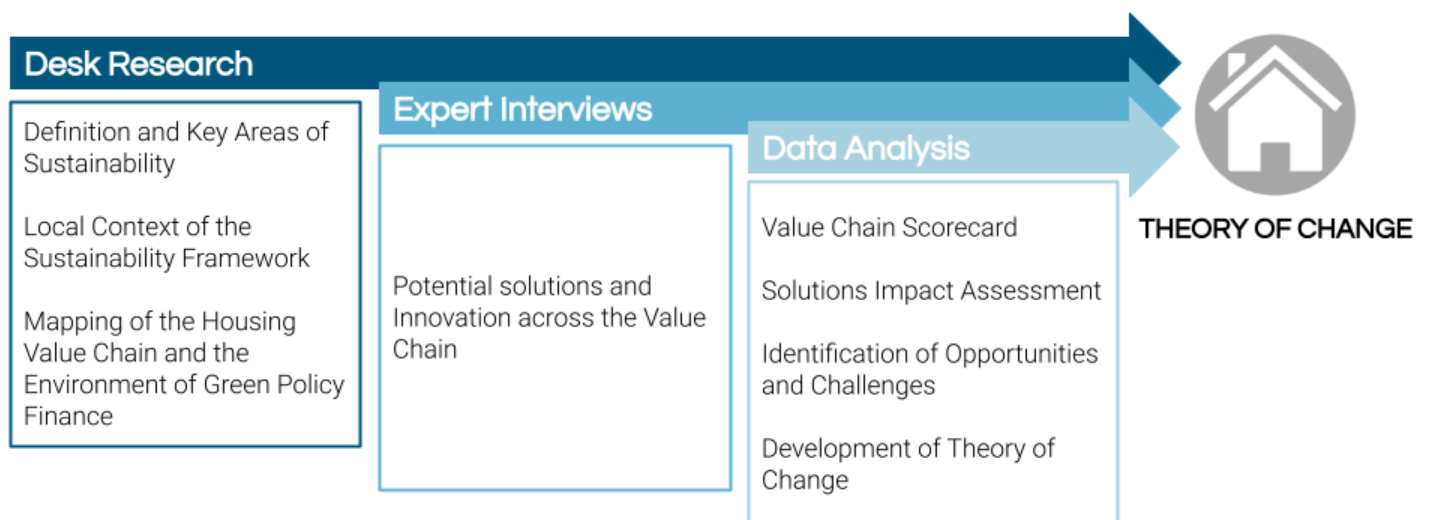 Desk Research
Definition and Key Areas of
Sustainability
Local Context of the
Sustainability Framework
Mapping of the Housing
Value Chain and the
Environment of Green Policy
Finance
Expert Interviews
Potential solutions and
Innovation across the Value
Chain
Data Analysis
Value Chain Scorecard
Solutions Impact Assessment
Identification of Opportunities
and Challenges
Development of Theory of
Change
THEORY OF CHANGE